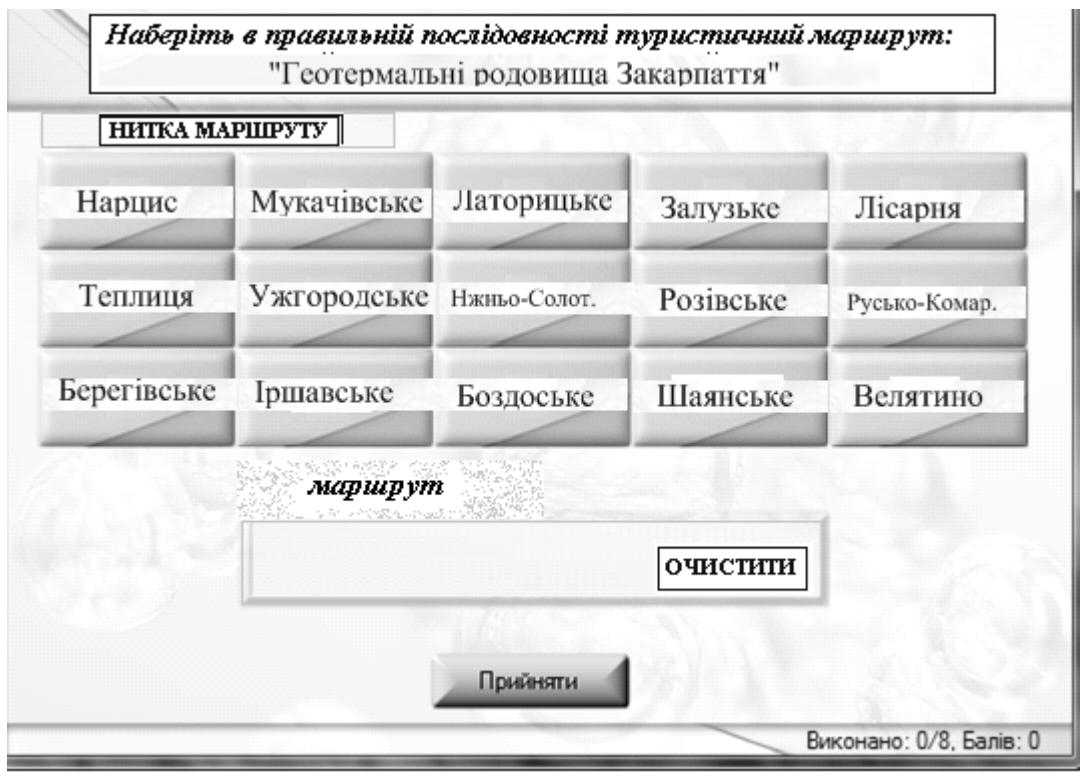 Наберіть в правильній послідовності туристичний маршрут:
"Геотермальні родовища Закарпаття"
НИТКА МАРШРУТУ
Нарцис Мукачівське Латорицьке Залузьке Лісарня
Теплиця Ужгородське Нжньо-Солот. Розівське Русько-Комар.
Берегівське Іршавське Боздоське Шаянське Велятино
маршрут
ОЧИСТИТИ
Прийняти
Виконано: 0/8, Балів: 0